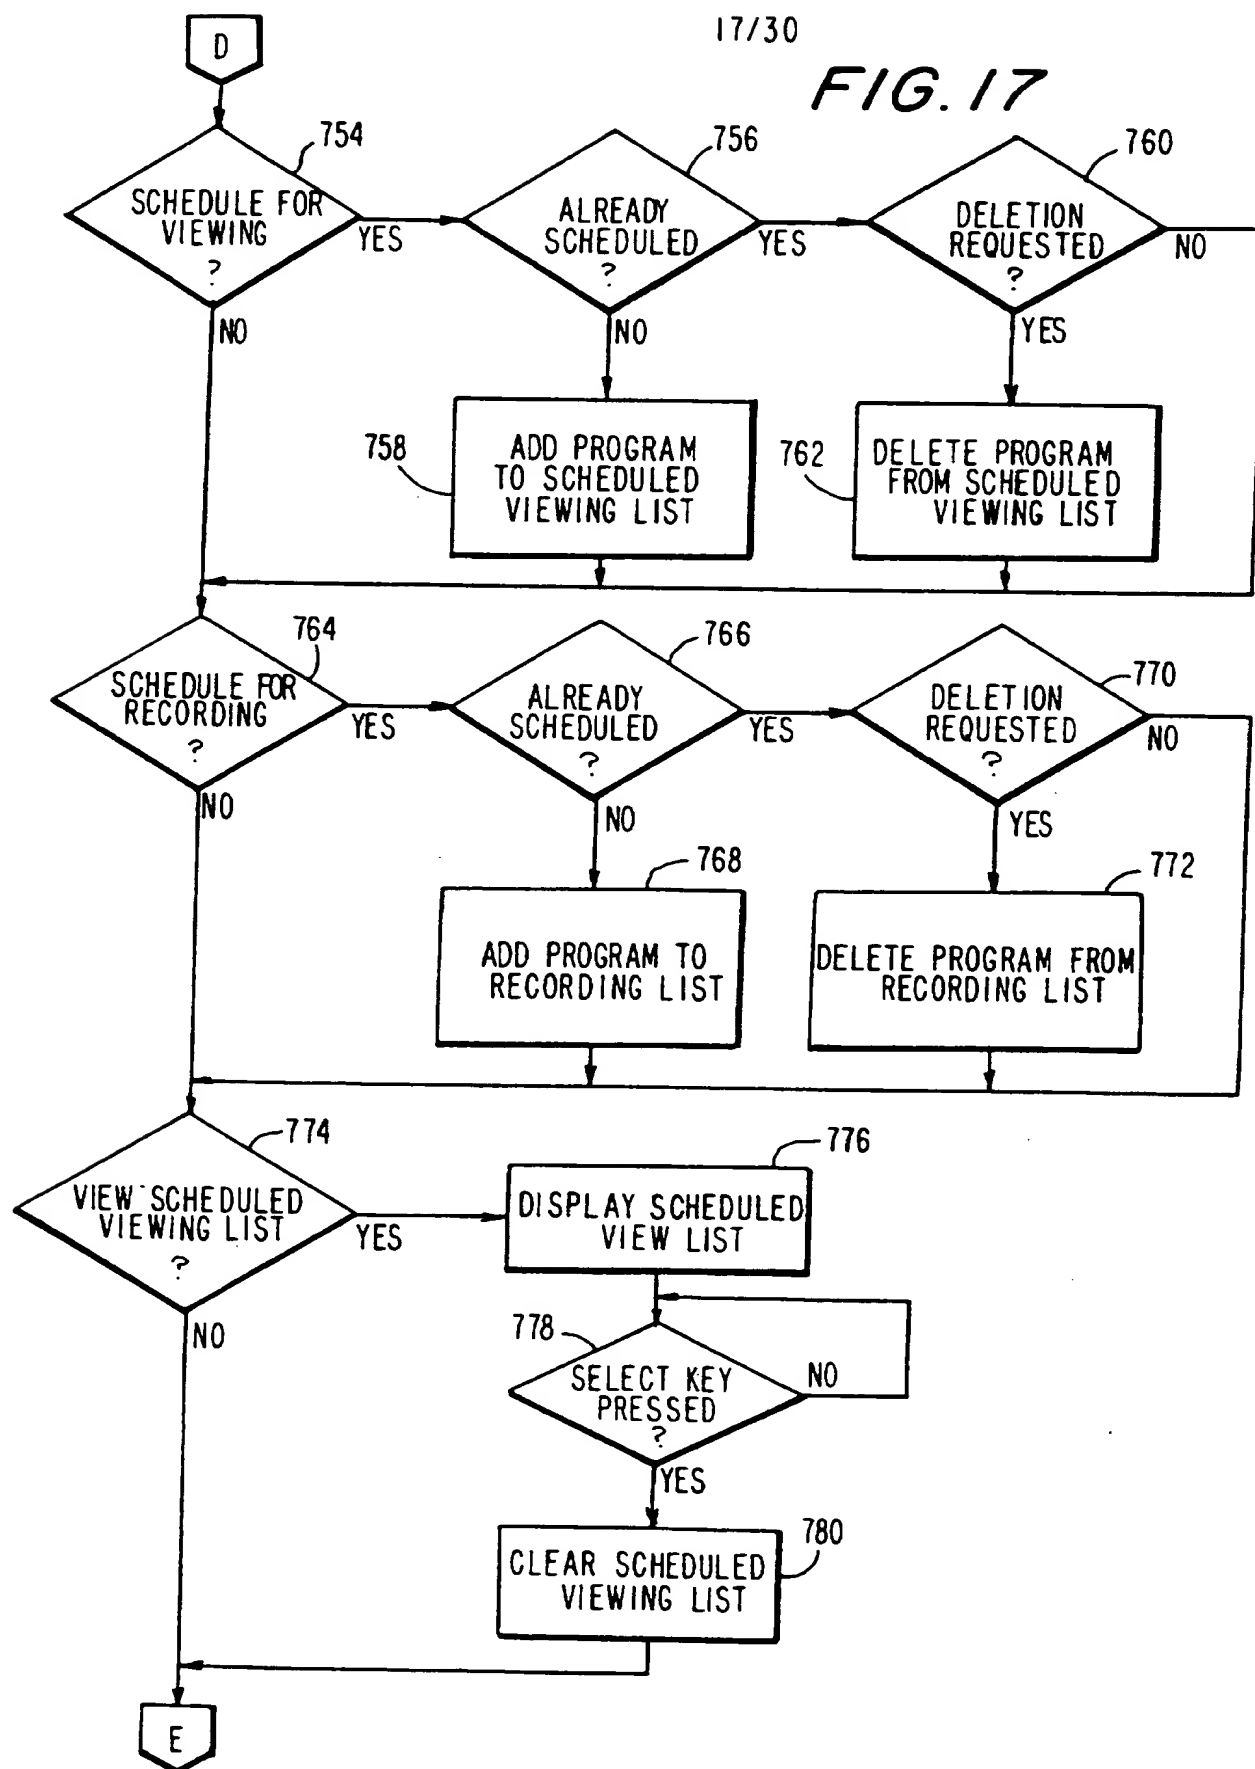 D
17/30
FIG. 17
754
756
760
SCHEDULE FOR
VIEWING
?
YES
NO
ALREADY
SCHEDULED
?
YES
NO
DELETION
REQUESTED
?
NO
YES
758
ADD PROGRAM
TO SCHEDULED
VIEWING LIST
762
DELETE PROGRAM
FROM SCHEDULED
VIEWING LIST
764
766
770
SCHEDULE FOR
RECORDING
?
YES
NO
ALREADY
SCHEDULED
?
YES
NO
DELETION
REQUESTED
?
NO
YES
768
ADD PROGRAM TO
RECORDING LIST
772
DELETE PROGRAM FROM
RECORDING LIST
774
VIEW SCHEDULED
VIEWING LIST
?
YES
NO
776
DISPLAY SCHEDULED
VIEW LIST
778
SELECT KEY
PRESSED
?
NO
YES
780
CLEAR SCHEDULED
VIEWING LIST
E